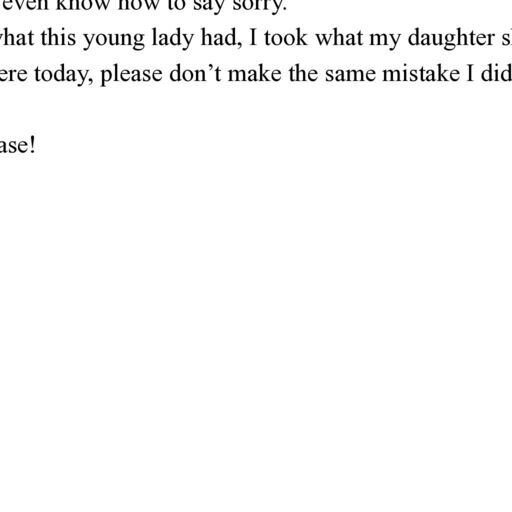 even know how to say sorry.
what this young lady had, I took what my daughter
ere today, please don’t make the same mistake I did
ase!